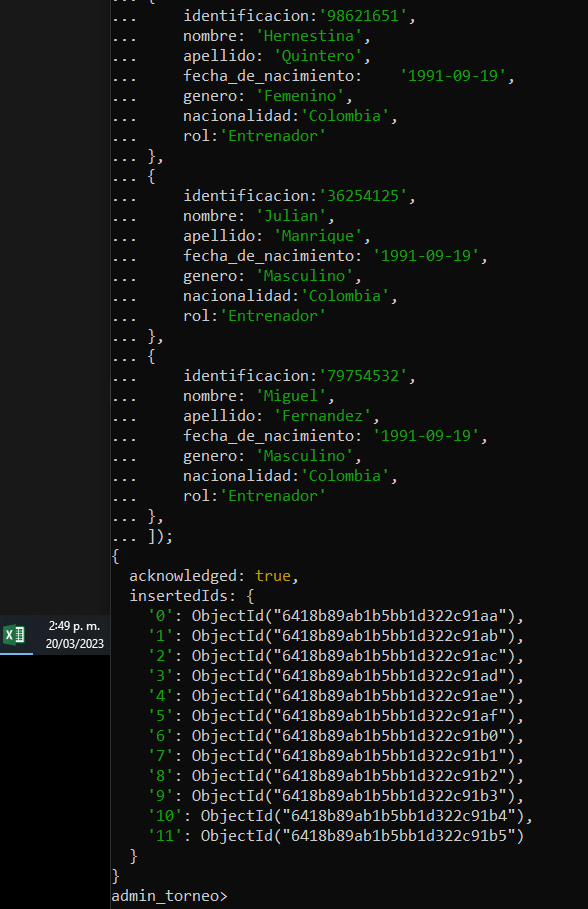 ... {
...     identificacion:'98621651',
...     nombre: 'Hernestina',
...     apellido: 'Quintero',
...     fecha_de_nacimiento:    '1991-09-19',
...     genero: 'Femenino',
...     nacionalidad:'Colombia',
...     rol:'Entrenador'
... },
... {
...     identificacion:'36254125',
...     nombre: 'Julian',
...     apellido: 'Manrique',
...     fecha_de_nacimiento: '1991-09-19',
...     genero: 'Masculino',
...     nacionalidad:'Colombia',
...     rol:'Entrenador'
... },
... {
...     identificacion:'79754532',
...     nombre: 'Miguel',
...     apellido: 'Fernandez',
...     fecha_de_nacimiento: '1991-09-19',
...     genero: 'Masculino',
...     nacionalidad:'Colombia',
...     rol:'Entrenador'
... },
... ]);
{
  acknowledged: true,
  insertedIds: {
    '0': ObjectId("6418b89ab1b5bb1d322c91aa"),
    '1': ObjectId("6418b89ab1b5bb1d322c91ab"),
    '2': ObjectId("6418b89ab1b5bb1d322c91ac"),
    '3': ObjectId("6418b89ab1b5bb1d322c91ad"),
    '4': ObjectId("6418b89ab1b5bb1d322c91ae"),
    '5': ObjectId("6418b89ab1b5bb1d322c91af"),
    '6': ObjectId("6418b89ab1b5bb1d322c91b0"),
    '7': ObjectId("6418b89ab1b5bb1d322c91b1"),
    '8': ObjectId("6418b89ab1b5bb1d322c91b2"),
    '9': ObjectId("6418b89ab1b5bb1d322c91b3"),
    '10': ObjectId("6418b89ab1b5bb1d322c91b4"),
    '11': ObjectId("6418b89ab1b5bb1d322c91b5")
  }
}
admin_torneo>
X
2:49 p. m.
20/03/2023